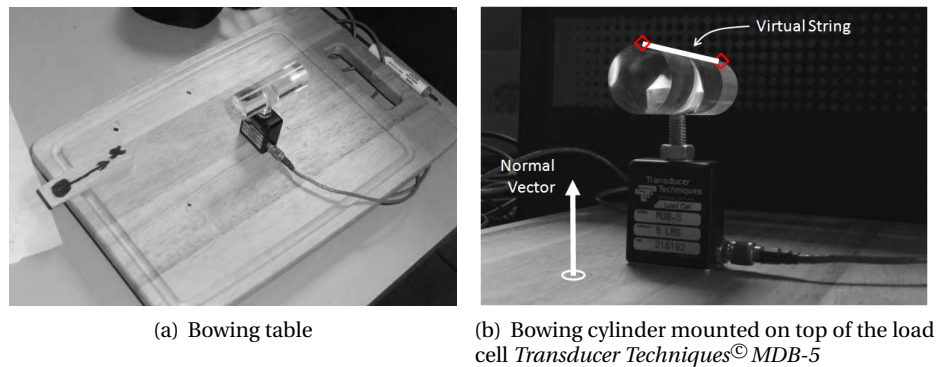 Virtual String
Normal
Vector
Transducer
Techniques
Load Cell
MDB-5
5 LBS
210192
(a) Bowing table
(b) Bowing cylinder mounted on top of the load
cell Transducer Techniques© MDB-5